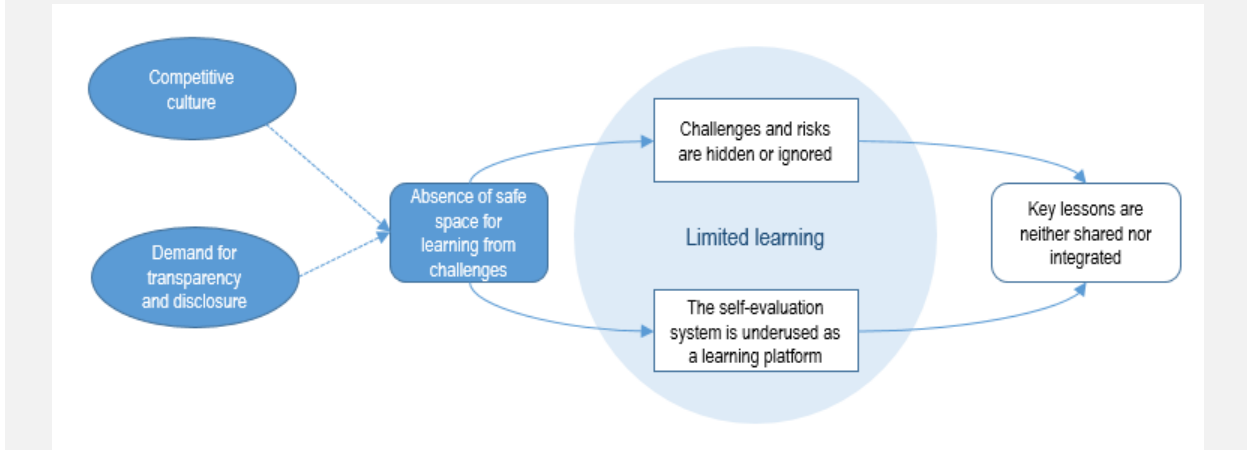 Competitive
culture
Demand for
transparency
and disclosure
Absence of safe
space for
learning from
challenges
Challenges and risks
are hidden or ignored
Limited learning
The self-evaluation
system is underused as
a learning platform
Key lessons are
neither shared nor
integrated